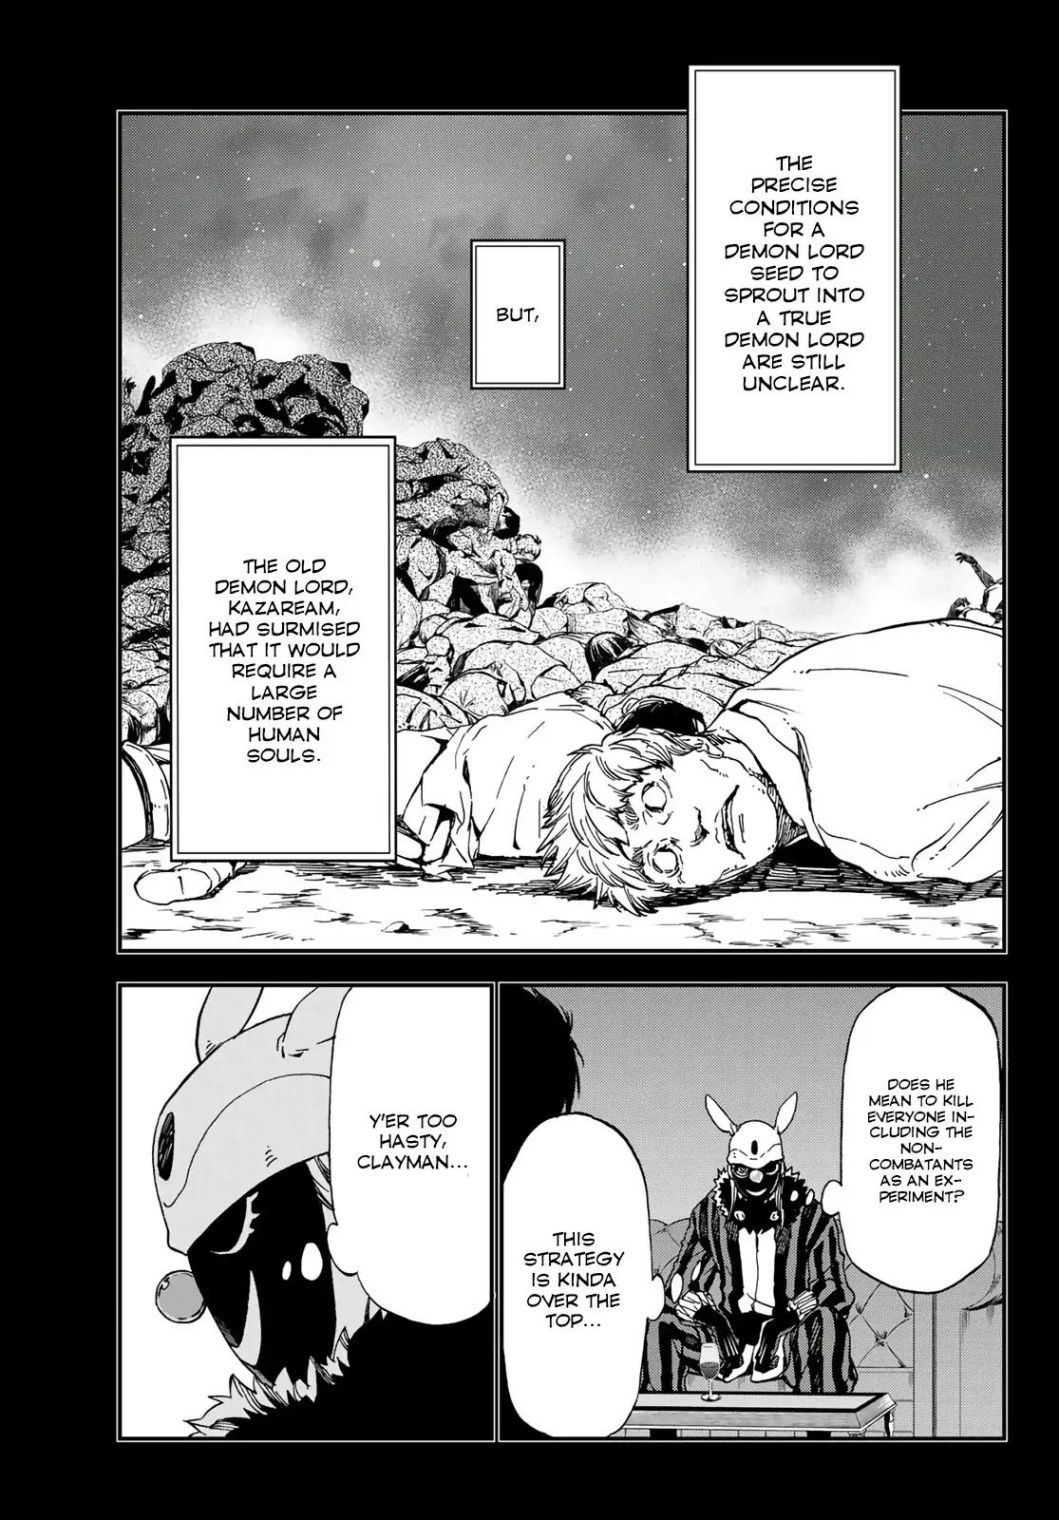 THE
PRECISE
CONDITIONS
FOR A
DEMON LORD
SEED TO
SPROUT INTO
A TRUE
DEMON LORD
ARE STILL
UNCLEAR.
BUT,
THE OLD
DEMON LORD,
KAZAREAM,
HAD SURMISED
THAT IT WOULD
REQUIRE A
LARGE
NUMBER OF
HUMAN
SOULS.
DOES HE
MEAN TO KILL
EVERYONE IN-
CLUDING THE
NON-
COMBATANTS
AS AN EX-
PERIMENT?
THIS
STRATEGY
IS KINDA
OVER THE
TOP...
Y'ER TOO
HASTY,
CLAYMAN...